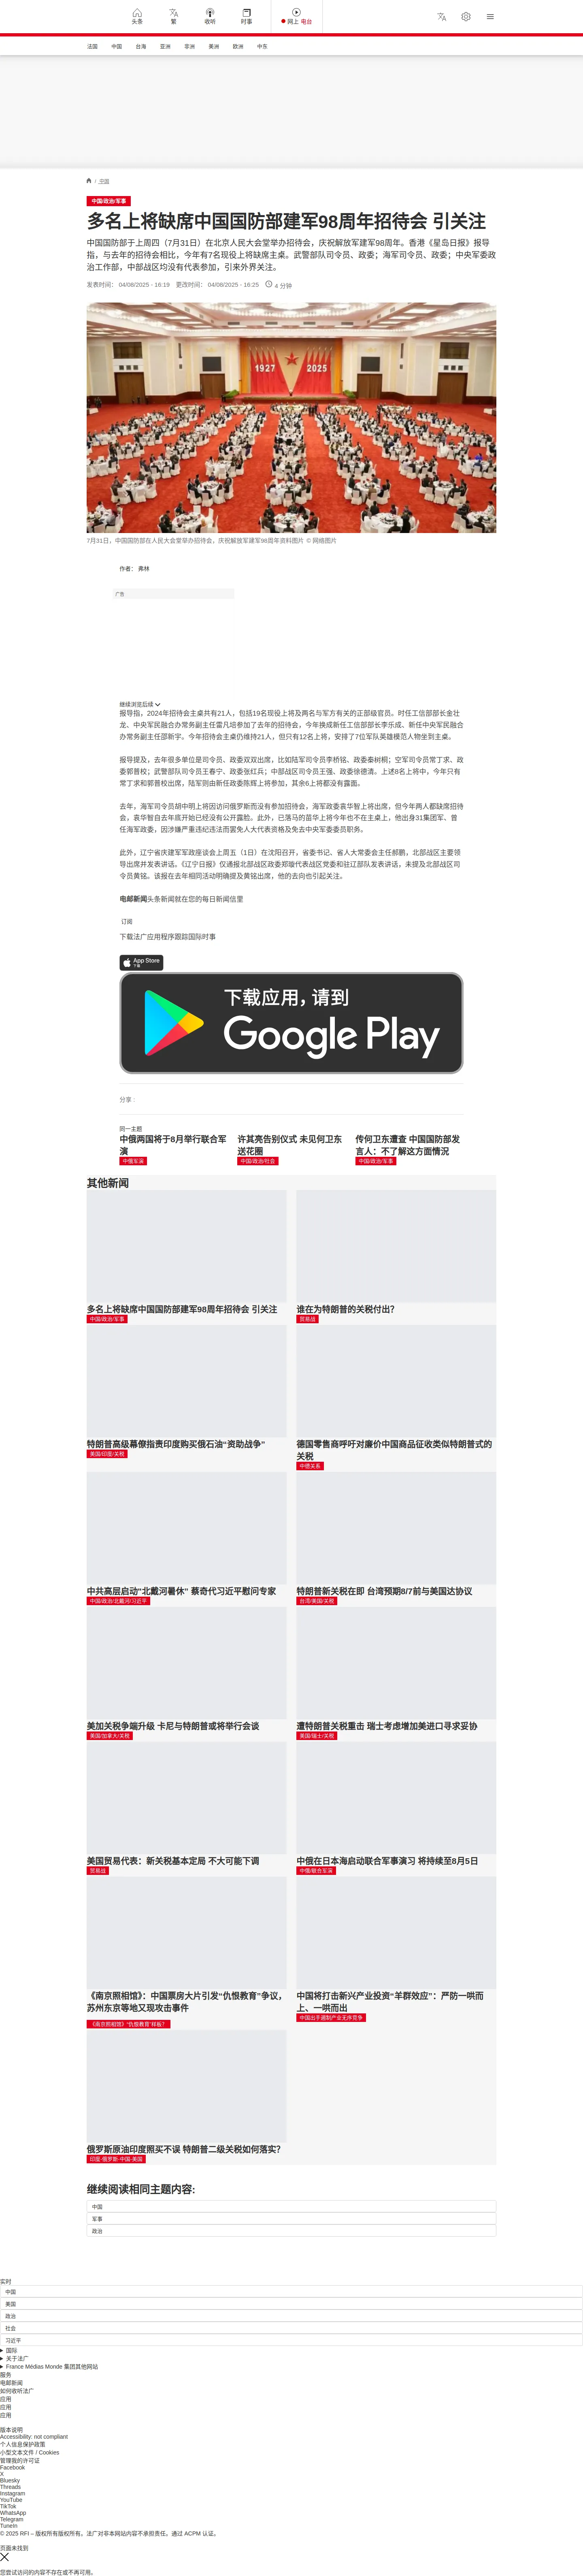 头条
繁
收听
时事
网上 电台
法国
中国
台海
亚洲
非洲
美洲
欧洲
中东
/ 中国
中国/政治/军事
多名上将缺席中国国防部建军98周年招待会 引关注
中国国防部于上周四（7月31日）在北京人民大会堂举办招待会，庆祝解放军建军98周年。香港《星岛日报》报导
指，与去年的招待会相比，今年有7名现役上将缺席主桌。武警部队司令员、政委；海军司令员、政委；中央军委政
治工作部，中部战区均没有代表参加，引来外界关注。
发表时间： 04/08/2025 - 16:19 更改时间： 04/08/2025 - 16:25 4 分钟
1927
2025
7月31日，中国国防部在人民大会堂举办招待会，庆祝解放军建军98周年资料图片 © 网络图片
作者： 弗林
广告
继续浏览后续
报导指，2024年招待会主桌共有21人，包括19名现役上将及两名与军方有关的正部级官员。时任工信部部长金壮
龙、中央军民融合办常务副主任雷凡培参加了去年的招待会，今年换成新任工信部部长李乐成、新任中央军民融合
办常务副主任邵新宇。今年招待会主桌仍维持21人，但只有12名上将，安排了7位军队英雄模范人物坐到主桌。
报导提及，去年很多单位是司令员、政委双双出席，比如陆军司令员李桥铭、政委秦树桐；空军司令员常丁求、政
委郭普校；武警部队司令员王春宁、政委张红兵；中部战区司令员王强、政委徐德清。上述8名上将中，今年只有
常丁求和郭普校出席，陆军则由新任政委陈辉上将参加，其余6上将都没有露面。
去年，海军司令员胡中明上将因访问俄罗斯而没有参加招待会，海军政委袁华智上将出席，但今年两人都缺席招待
会，袁华智自去年底开始已经没有公开露脸。此外，已落马的苗华上将今年也不在主桌上，他出身31集团军、曾
任海军政委，因涉嫌严重违纪违法而罢免人大代表资格及免去中央军委委员职务。
此外，辽宁省庆建军军政座谈会上周五（1日）在沈阳召开，省委书记、省人大常委会主任郝鹏，北部战区主要领
导出席并发表讲话。《辽宁日报》仅通报北部战区政委郑璇代表战区党委和驻辽部队发表讲话，未提及北部战区司
令员黄铭。该报在去年相同活动明确提及黄铭出席，他的去向也引起关注。
电邮新闻头条新闻就在您的每日新闻信里
订阅
下载法广应用程序跟踪国际时事
App Store
下载
下载应用，请到
Google Play
分享：
同一主题
中俄两国将于8月举行联合军
演
中俄军演
许其亮告别仪式 未见何卫东
送花圈
中国/政治/社会
传何卫东遭查 中国国防部发
言人：不了解这方面情况
中国/政治/军事
其他新闻
多名上将缺席中国国防部建军98周年招待会 引关注
中国/政治/军事
谁在为特朗普的关税付出？
贸易战
特朗普高级幕僚指责印度购买俄石油“资助战争”
美国/印度/关税
德国零售商呼吁对廉价中国商品征收类似特朗普式的
关税
中德关系
中共高层启动“北戴河暑休” 蔡奇代习近平慰问专家
中国/政治/北戴河/习近平
特朗普新关税在即 台湾预期8/7前与美国达协议
台湾/美国/关税
美加关税争端升级 卡尼与特朗普或将举行会谈
美国/加拿大/关税
遭特朗普关税重击 瑞士考虑增加美进口寻求妥协
美国/瑞士/关税
美国贸易代表：新关税基本定局 不大可能下调
贸易战
中俄在日本海启动联合军事演习 将持续至8月5日
中俄/联合军演
《南京照相馆》：中国票房大片引发“仇恨教育”争议，
苏州东京等地又现攻击事件
《南京照相馆》“仇恨教育”样板？
中国将打击新兴产业投资“羊群效应”：严防一哄而
上、一哄而出
中国出手遏制产业无序竞争
俄罗斯原油印度照买不误 特朗普二级关税如何落实？
印度-俄罗斯-中国-美国
继续阅读相同主题内容:
中国
军事
政治
实时
中国
美国
政治
社会
习近平
国际
关于法广
France Médias Monde 集团其他网站
服务
电邮新闻
如何收听法广
应用
应用
应用
版本说明
Accessibility: not compliant
个人信息保护政策
小型文本文件 / Cookies
管理我的许可证
Facebook
X
Bluesky
Threads
Instagram
YouTube
TikTok
WhatsApp
Telegram
TuneIn
© 2025 RFI – 版权所有版权所有。法广对非本网站内容不承担责任。通过 ACPM 认证。
页面未找到
您尝试访问的内容不存在或不再可用。